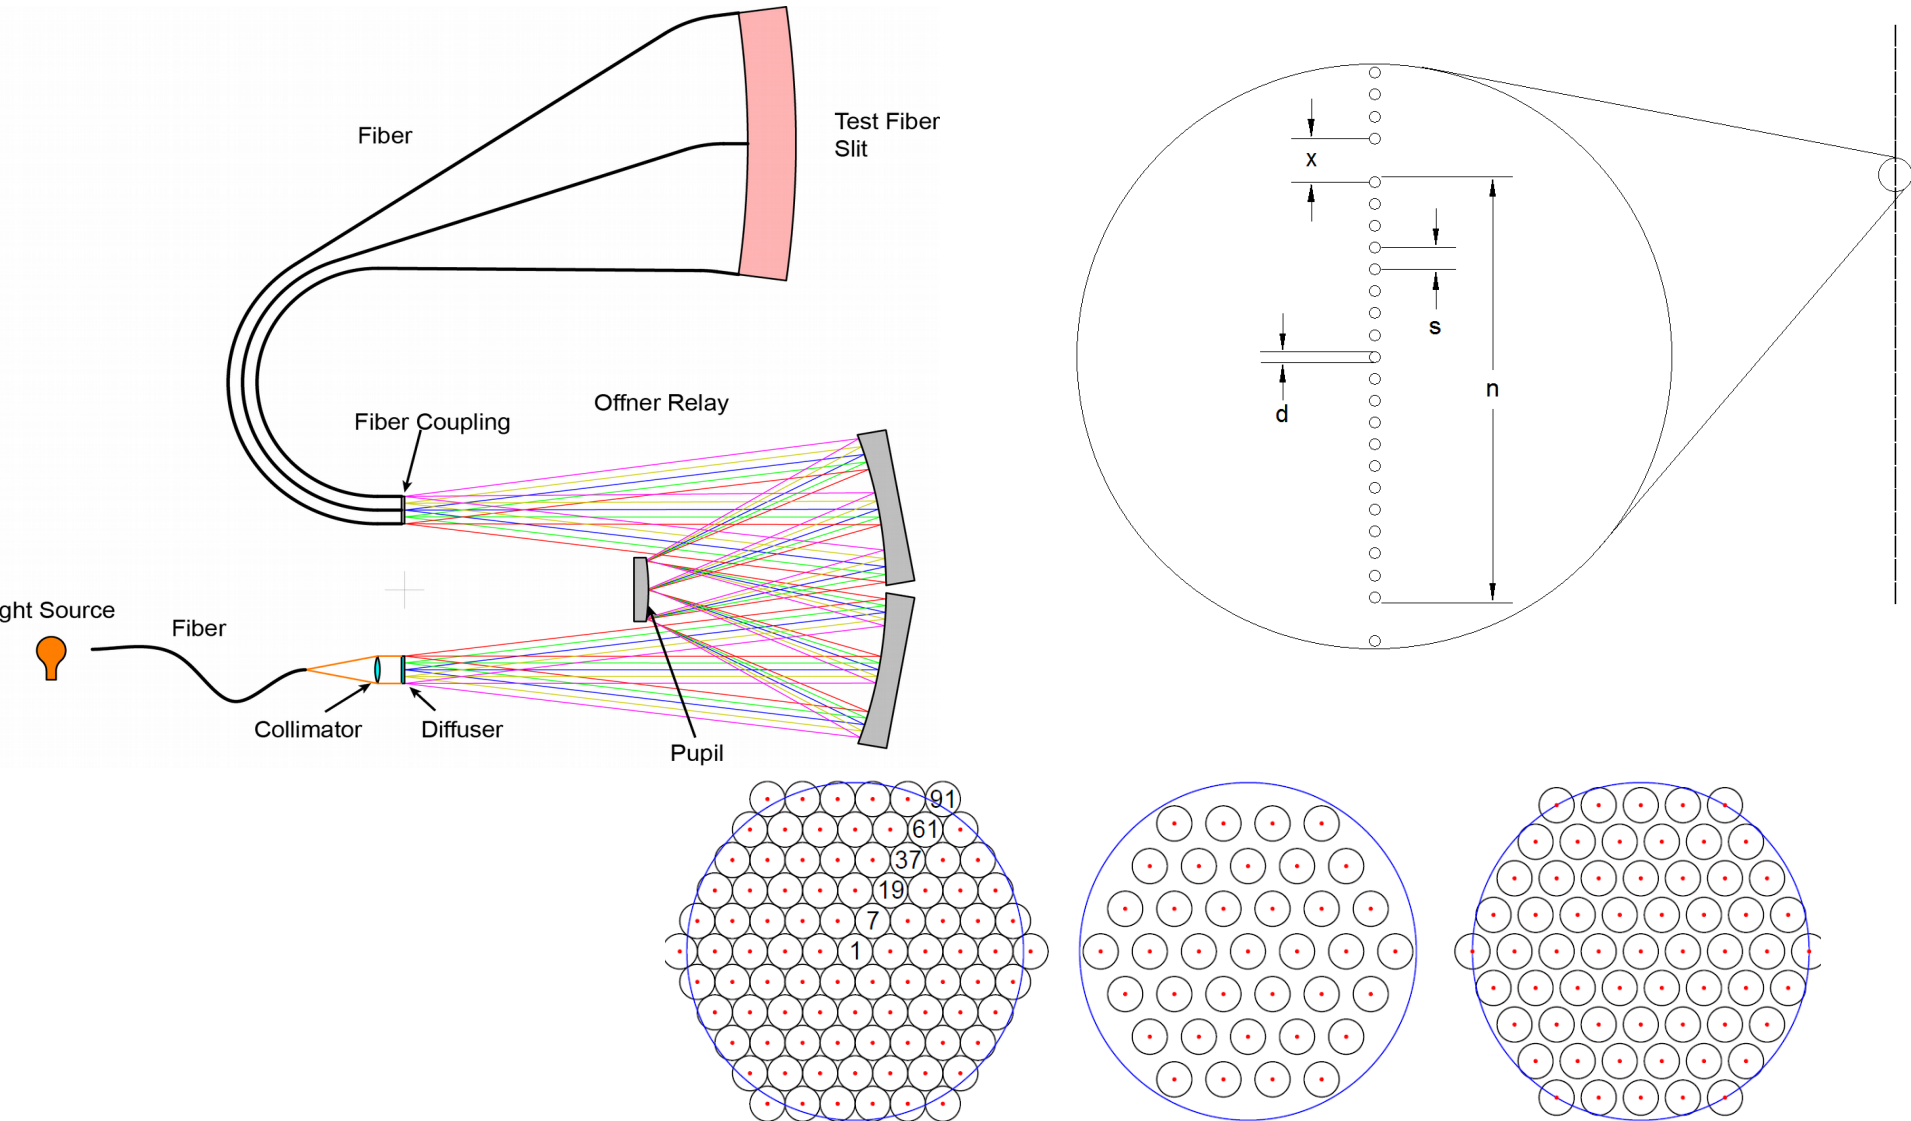 Fiber
Test Fiber
Slit
Fiber Coupling
Offner Relay
ght Source
Fiber
Collimator
Diffuser
Pupil
x
s
d
n
91
61
37
19
7
1